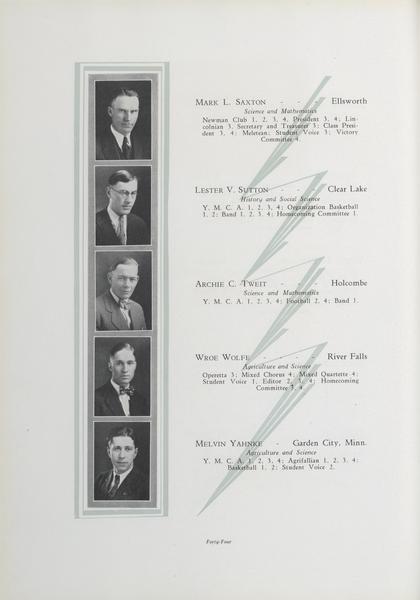 Mark L. Saxton - - - Ellsworth
Science and Mathematics
Newman Club 1, 2, 3, 4, President 3, 4; Lin-
colnian 3, Secretary and Treasurer 3; Class Presi-
dent 3, 4; Meletean; Student Voice 3; Victory
Committee 4.
Lester V. Sutton - - - Clear Lake
History and Social Science
Y. M. C. A. 1, 2, 3, 4; Organization Basketball
1, 2; Band 1, 2, 3, 4; Homecoming Committee 1.
Archie C. Tweit - - - Holcombe
Science and Mathematics
Y. M. C. A. 1, 2, 3, 4; Football 2, 4; Band 1.
Wroe Wolfe - - - - River Falls
Agriculture and Science
Operetta 3; Mixed Chorus 4; Mixed Quartette 4;
Student Voice 1, Editor 2, 3, 4; Homecoming
Committee 3, 4.
Melvin Yahnke - Garden City, Minn.
Agriculture and Science
Y. M. C. A. 1, 2, 3, 4; Agrifallian 1, 2, 3, 4;
Basketball 1, 2; Student Voice 2.
Forty-Four